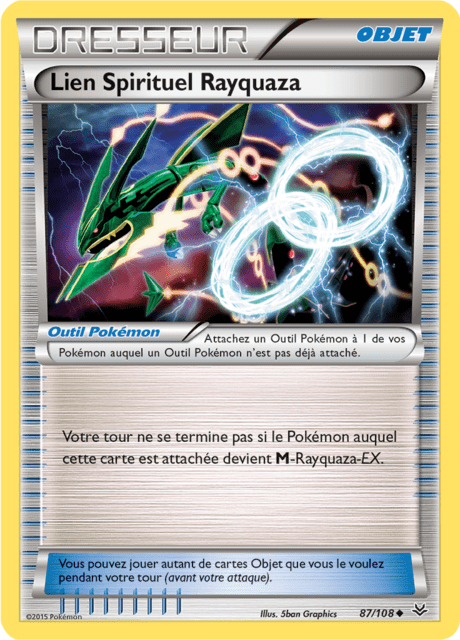 DRESSEUR
OBJET
Lien Spirituel Rayquaza
Outil Pokémon
Attachez un Outil Pokémon à 1 de vos
Pokémon auquel un Outil Pokémon n'est pas déjà attaché.
Votre tour ne se termine pas si le Pokémon auquel
cette carte est attachée devient M-Rayquaza-EX.
Vous pouvez jouer autant de cartes Objet que vous le voulez
pendant votre tour (avant votre attaque).
©2015 Pokémon
Illus. 5ban Graphics
87/108